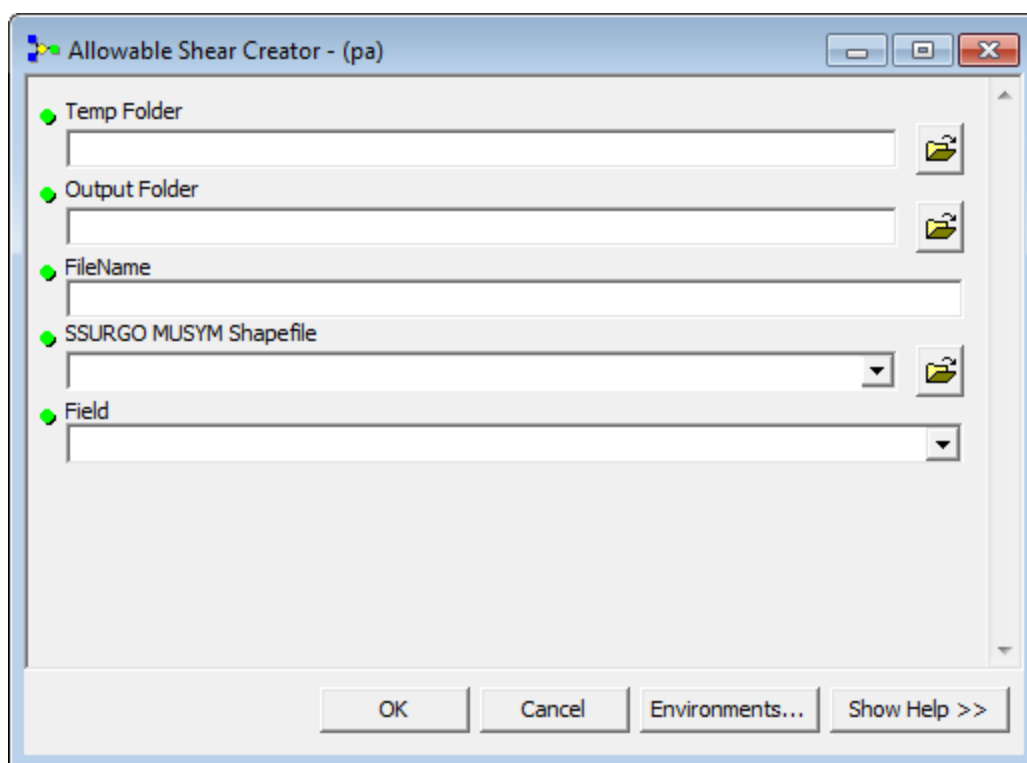 Allowable Shear Creator - (pa)
Temp Folder
Output Folder
FileName
SSURGO MUSYM Shapefile
Field
OK Cancel Environments... Show Help >>